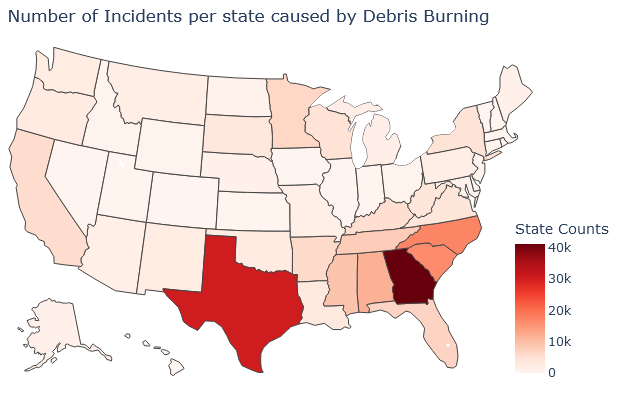 Number of Incidents per state caused by Debris Burning
State Counts
40k
30k
20k
10k
0